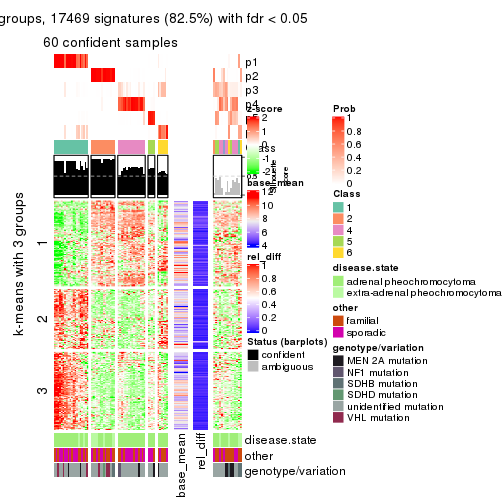 groups, 17469 signatures (82.5%) with fdr < 0.05
60 confident samples
p1
p2
p3
p4
z-score
2
1
0
-1
-2
Silhouette
score
base_mean
12
10
8
6
4
rel_diff
1
0.8
0.6
0.4
0.2
0
Status (barplots)
confident
ambiguous
Prob
1
0.8
0.6
0.4
0.2
0
Class
1
2
4
5
6
disease.state
adrenal pheochromocytoma
extra-adrenal pheochromocytoma
other
familial
sporadic
genotype/variation
MEN 2A mutation
NF1 mutation
SDHB mutation
SDHD mutation
unidentified mutation
VHL mutation
k-means with 3 groups
1
2
3
disease.state
other
genotype/variation
base_mean
rel_diff